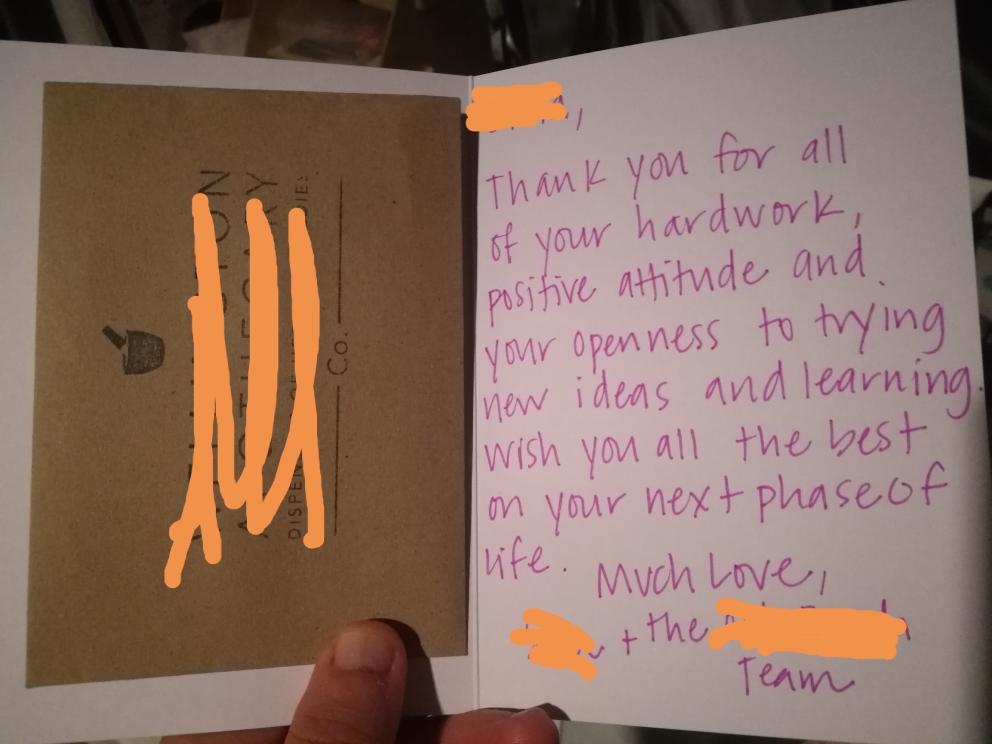 Co.
Thank you for all
of your hardwork,
positive attitude and
your openness to trying
new ideas and learning.
wish you all the best
on your next phase of
life.
Much Love,
+ the
Team